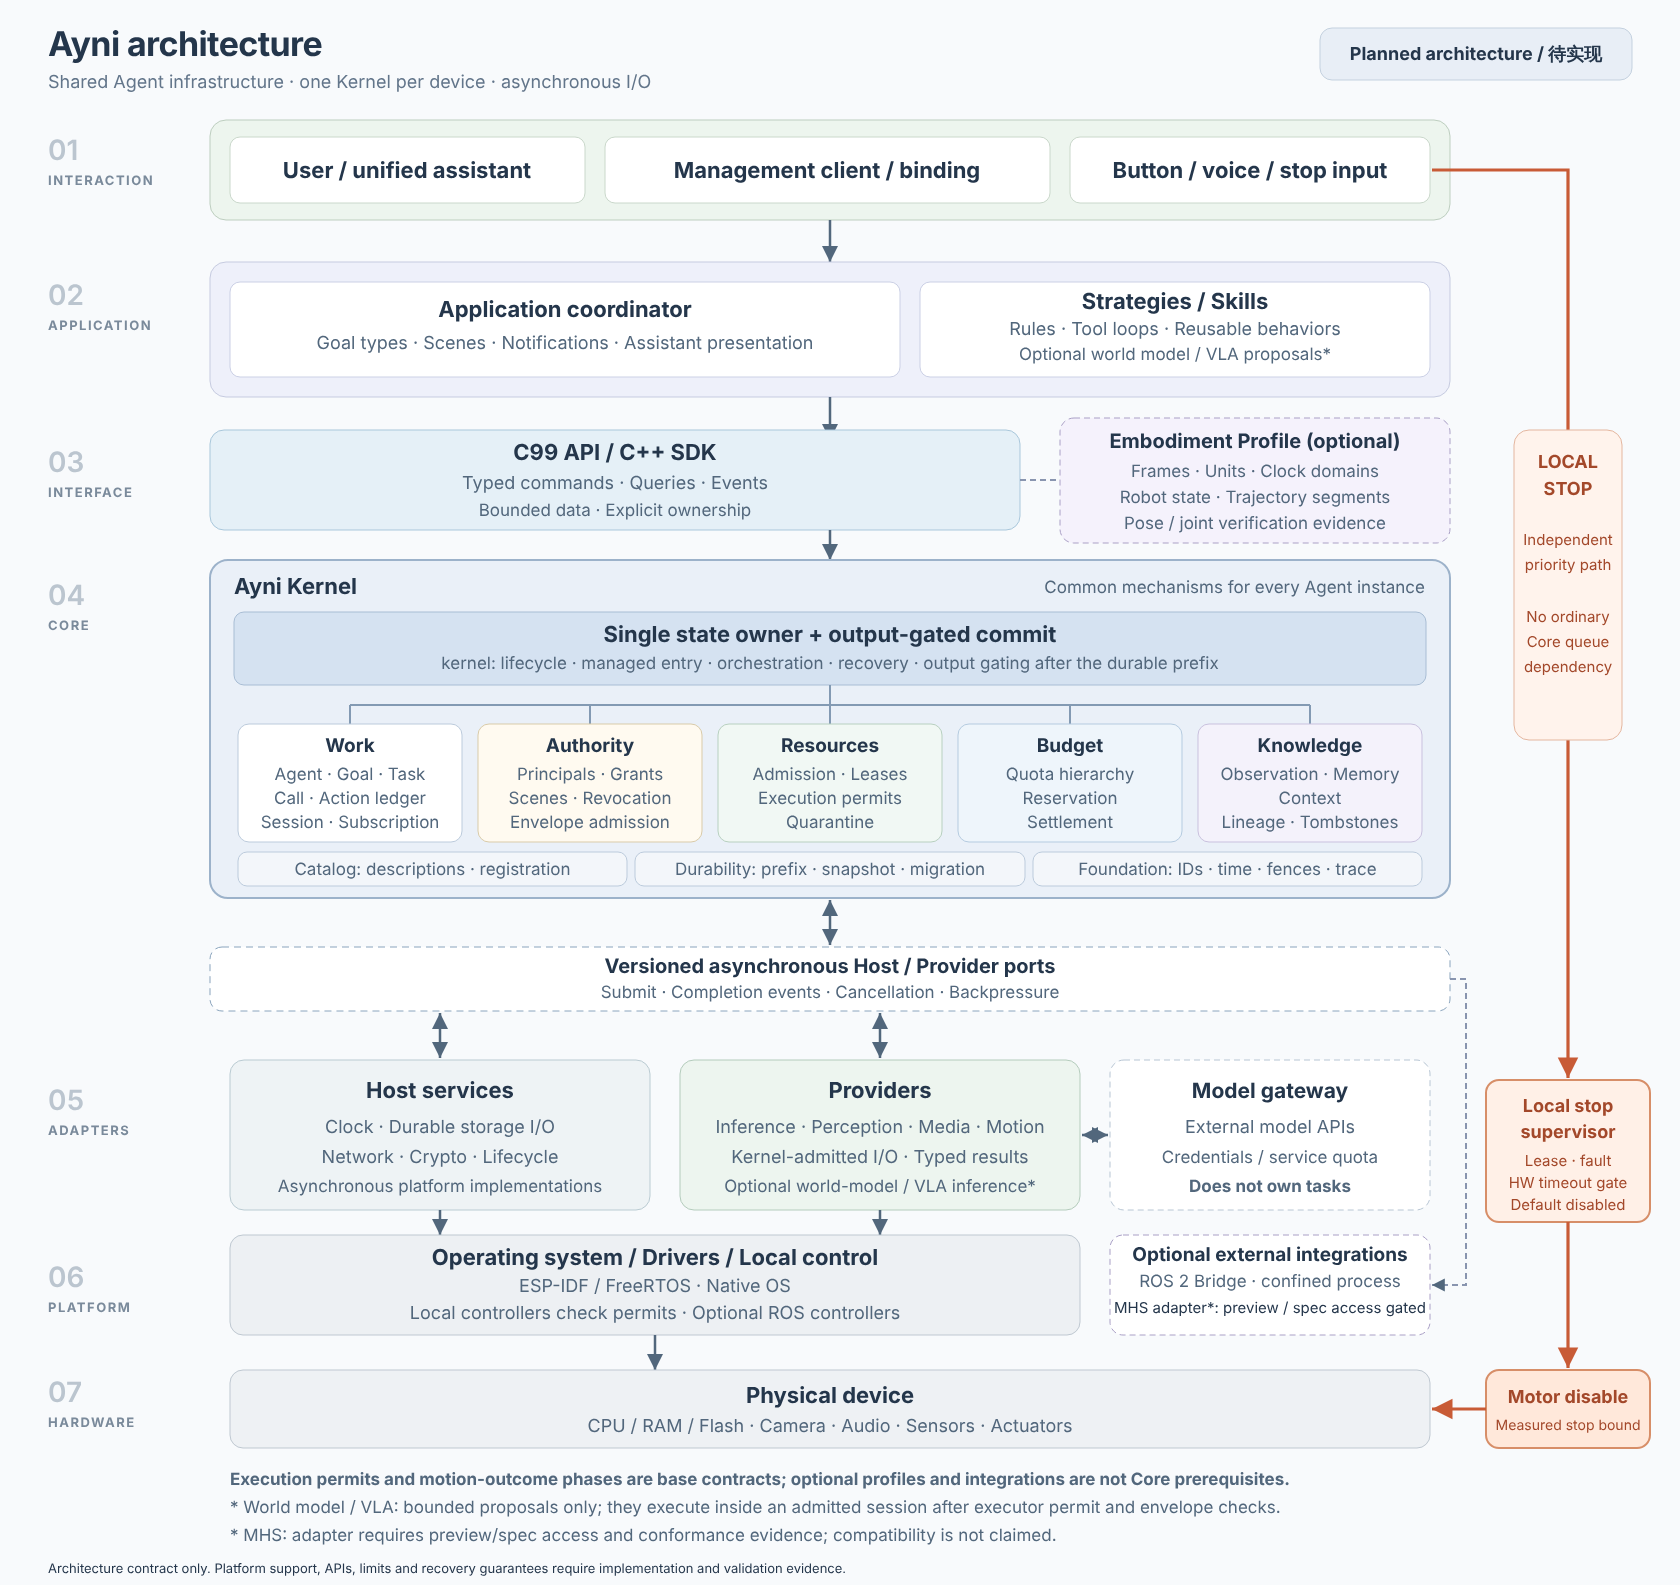 Ayni architecture
Shared Agent infrastructure · one Kernel per device · asynchronous I/O
Planned architecture / 待实现
01
INTERACTION
User / unified assistant
Management client / binding
Button / voice / stop input
02
APPLICATION
Application coordinator
Goal types · Scenes · Notifications · Assistant presentation
Strategies / Skills
Rules · Tool loops · Reusable behaviors
Optional world model / VLA proposals*
03
INTERFACE
C99 API / C++ SDK
Typed commands · Queries · Events
Bounded data · Explicit ownership
Embodiment Profile (optional)
Frames · Units · Clock domains
Robot state · Trajectory segments
Pose / joint verification evidence
LOCAL
STOP
Independent
priority path
No ordinary
Core queue
dependency
04
CORE
Ayni Kernel
Common mechanisms for every Agent instance
Single state owner + output-gated commit
kernel: lifecycle · managed entry · orchestration · recovery · output gating after the durable prefix
Work
Agent · Goal · Task
Call · Action ledger
Session · Subscription
Authority
Principals · Grants
Scenes · Revocation
Envelope admission
Resources
Admission · Leases
Execution permits
Quarantine
Budget
Quota hierarchy
Reservation
Settlement
Knowledge
Observation · Memory
Context
Lineage · Tombstones
Catalog: descriptions · registration
Durability: prefix · snapshot · migration
Foundation: IDs · time · fences · trace
Versioned asynchronous Host / Provider ports
Submit · Completion events · Cancellation · Backpressure
05
ADAPTERS
Host services
Clock · Durable storage I/O
Network · Crypto · Lifecycle
Asynchronous platform implementations
Providers
Inference · Perception · Media · Motion
Kernel-admitted I/O · Typed results
Optional world-model / VLA inference*
Model gateway
External model APIs
Credentials / service quota
Does not own tasks
Local stop
supervisor
Lease · fault
HW timeout gate
Default disabled
06
PLATFORM
Operating system / Drivers / Local control
ESP-IDF / FreeRTOS · Native OS
Local controllers check permits · Optional ROS controllers
Optional external integrations
ROS 2 Bridge · confined process
MHS adapter*: preview / spec access gated
07
HARDWARE
Physical device
CPU / RAM / Flash · Camera · Audio · Sensors · Actuators
Motor disable
Measured stop bound
Execution permits and motion-outcome phases are base contracts; optional profiles and integrations are not Core prerequisites.
* World model / VLA: bounded proposals only; they execute inside an admitted session after executor permit and envelope checks.
* MHS: adapter requires preview/spec access and conformance evidence; compatibility is not claimed.
Architecture contract only. Platform support, APIs, limits and recovery guarantees require implementation and validation evidence.